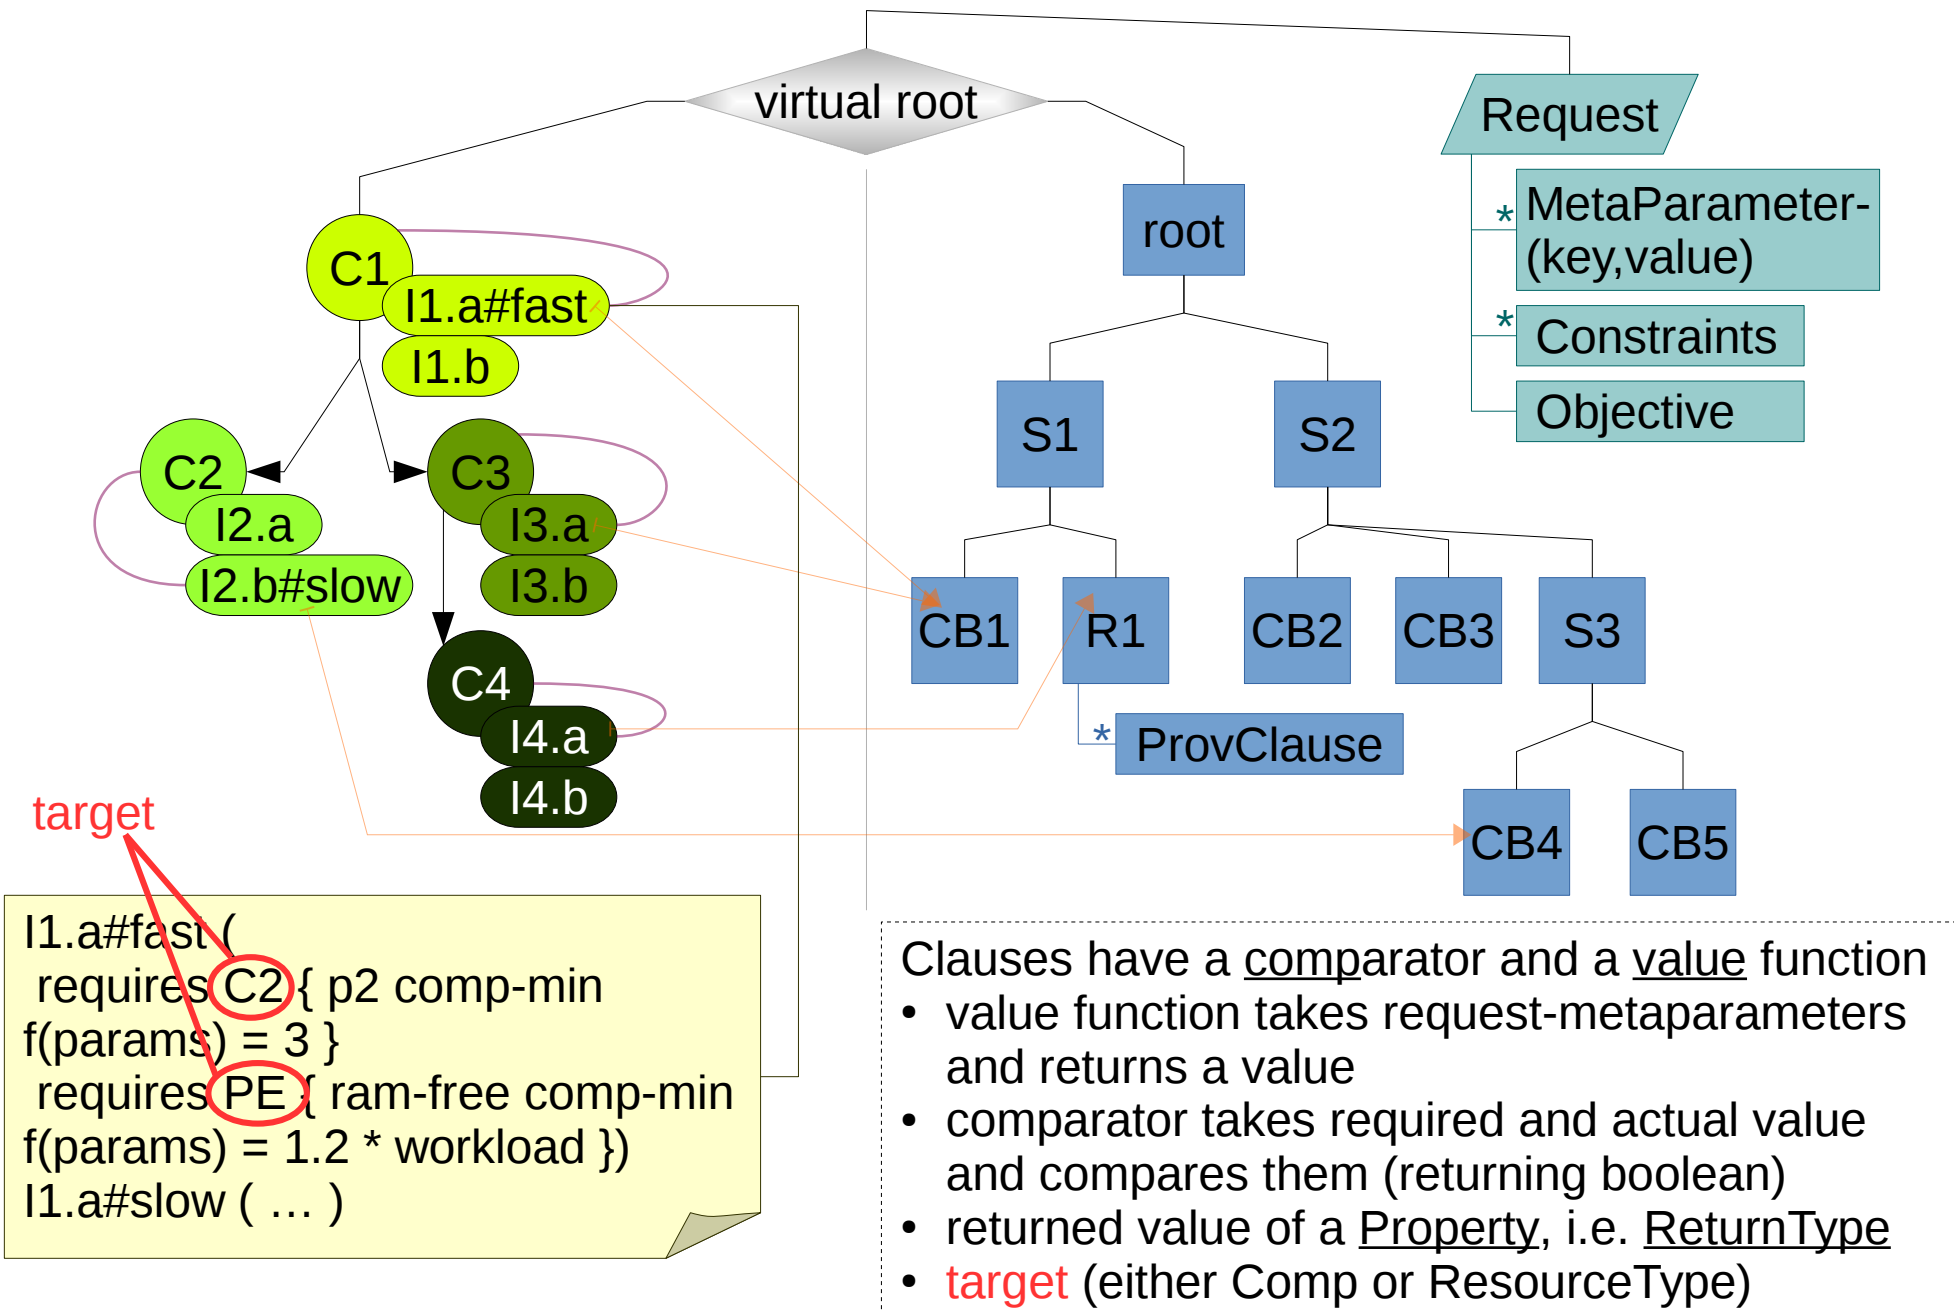 virtual root
Request
MetaParameter-
(key,value)
*
Constraints
*
Objective
root
C1
I1.a#fast
I1.b
S1
S2
C2
I2.a
I2.b#slow
C3
I3.a
I3.b
CB1
R1
CB2
CB3
S3
C4
I4.a
I4.b
*
ProvClause
CB4
CB5
target
I1.a#fast (
requires C2 { p2 comp-min
f(params) = 3 }
requires PE { ram-free comp-min
f(params) = 1.2 * workload })
I1.a#slow ( … )
Clauses have a comparator and a value function
• value function takes request-metaparameters
and returns a value
• comparator takes required and actual value
and compares them (returning boolean)
• returned value of a Property, i.e. ReturnType
• target (either Comp or ResourceType)